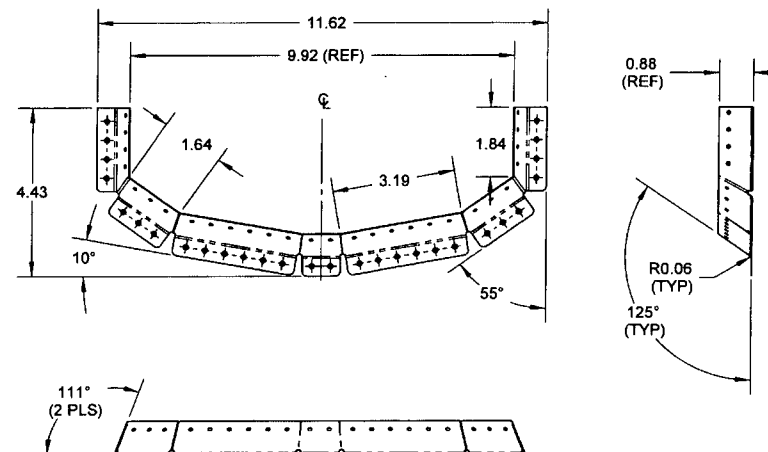 11.62
9.92 (REF)
0.88
(REF)
℄
1.64
1.84
4.43
3.19
10°
R0.06
(TYP)
55°
125°
(TYP)
111°
(2 PLS)